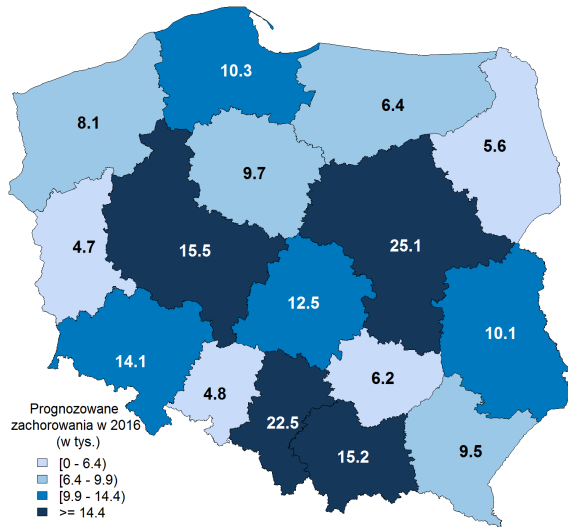 10.3
8.1
6.4
5.6
9.7
4.7
15.5
25.1
12.5
10.1
14.1
4.8
6.2
22.5
15.2
9.5
Prognozowane
zachorowania w 2016
(w tys.)
[0 - 6.4)
[6.4 - 9.9)
[9.9 - 14.4)
>= 14.4